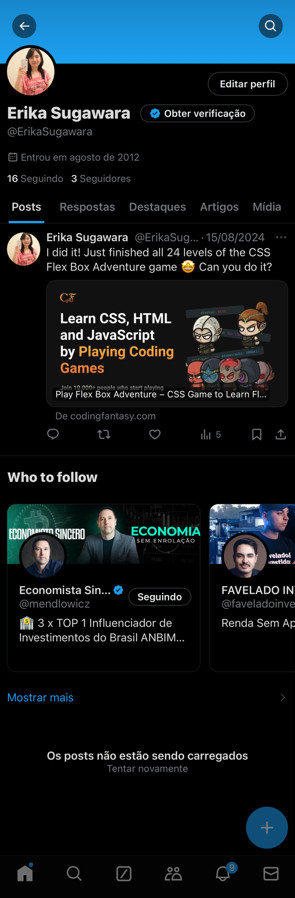 Editar perfil
Erika Sugawara
Obter verificação
@ErikaSugawara
Entrou em agosto de 2012
16 Seguindo 3 Seguidores
Posts Respostas Destaques Artigos Mídia
Erika Sugawara @ErikaSug... · 15/08/2024
I did it! Just finished all 24 levels of the CSS
Flex Box Adventure game 🤩 Can you do it?
CF
Learn CSS, HTML
and JavaScript
by Playing Coding
Games
Join 10,000+ people who start playing
Play Flex Box Adventure – CSS Game to Learn Fl...
De codingfantasy.com
5
Who to follow
ECONOMISTA SINCERO
ECONOMIA
SEM ENROLAÇÃO
Economista Sin...
@mendlowicz
Seguindo
🏦 3 x TOP 1 Influenciador de
Investimentos do Brasil ANBIM...
FAVELADO IN
@faveladoinve
Renda Sem Ap
Mostrar mais
Os posts não estão sendo carregados
Tentar novamente
9